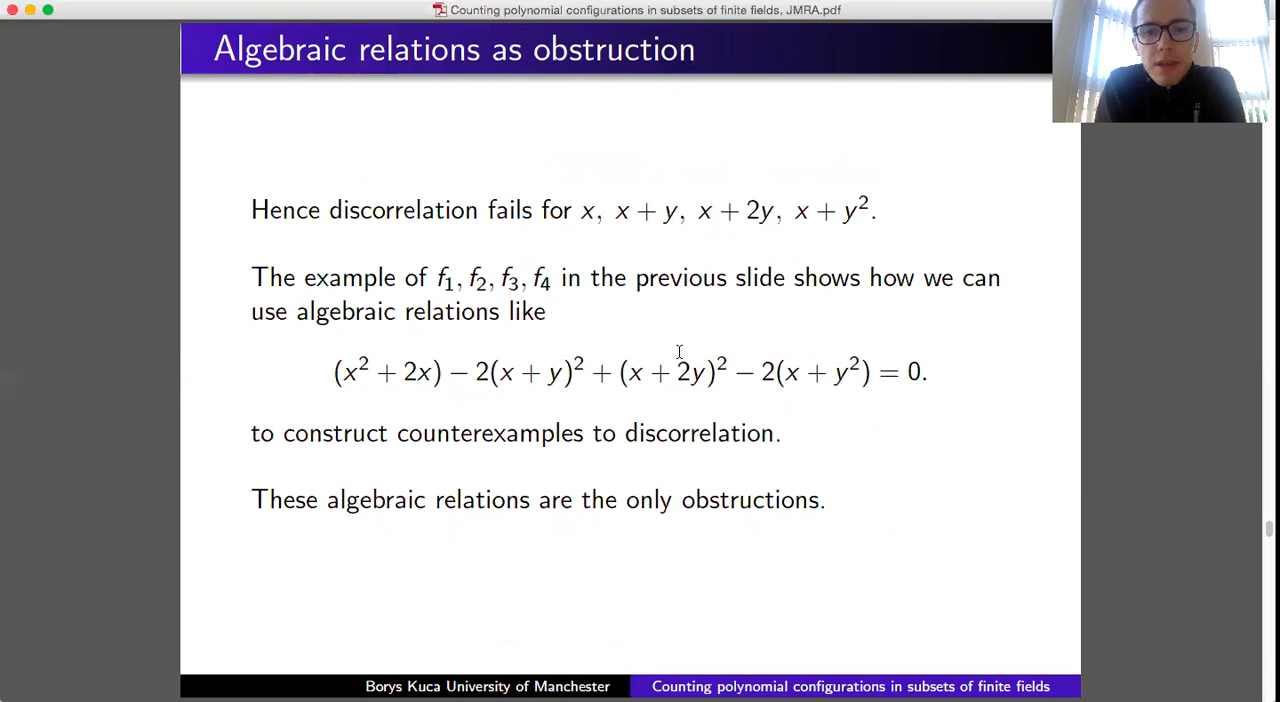 Counting polynomial configurations in subsets of finite fields, JMRA.pdf
Algebraic relations as obstruction
Hence discorrelation fails for x, x + y, x + 2y, x + y².
The example of f₁, f₂, f₃, f₄ in the previous slide shows how we can
use algebraic relations like
(x² + 2x) − 2(x + y)² + (x + 2y)² − 2(x + y²) = 0.
to construct counterexamples to discorrelation.
These algebraic relations are the only obstructions.
Borys Kuca University of Manchester
Counting polynomial configurations in subsets of finite fields